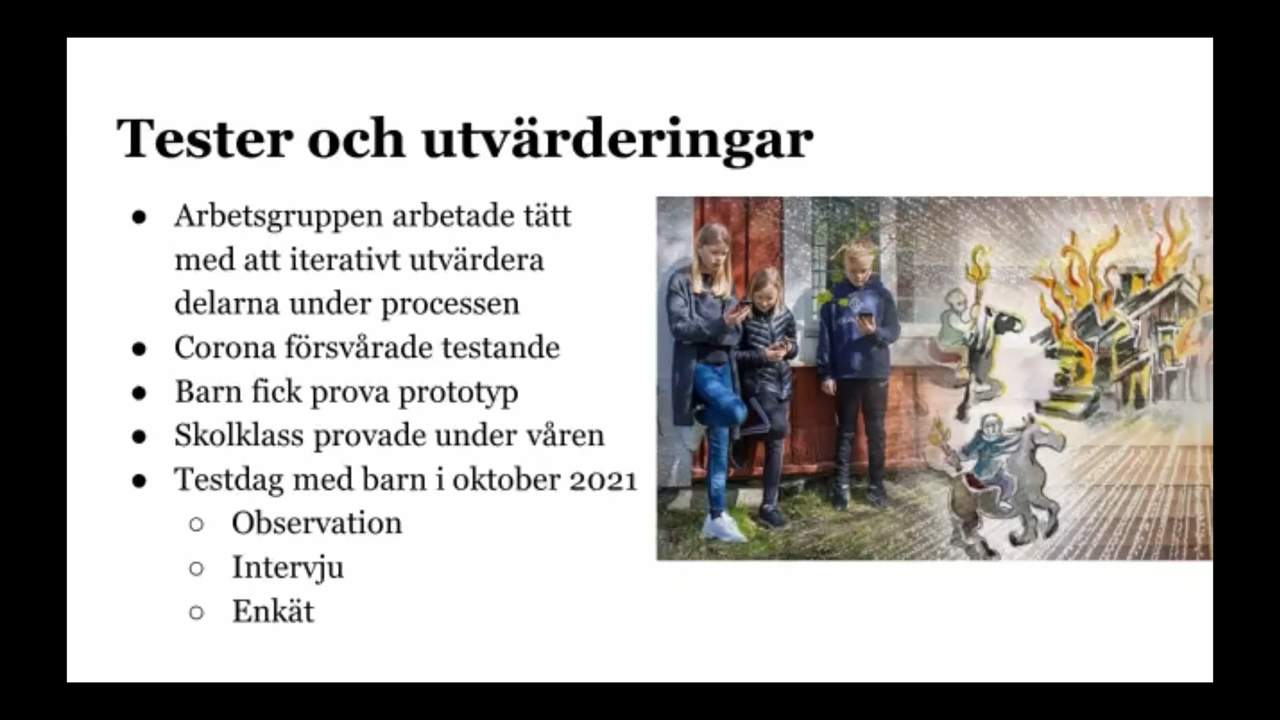 Tester och utvärderingar
● Arbetsgruppen arbetade tätt
med att iterativt utvärdera
delarna under processen
● Corona försvårade testande
● Barn fick prova prototyp
● Skolklass provade under våren
● Testdag med barn i oktober 2021
○ Observation
○ Intervju
○ Enkät